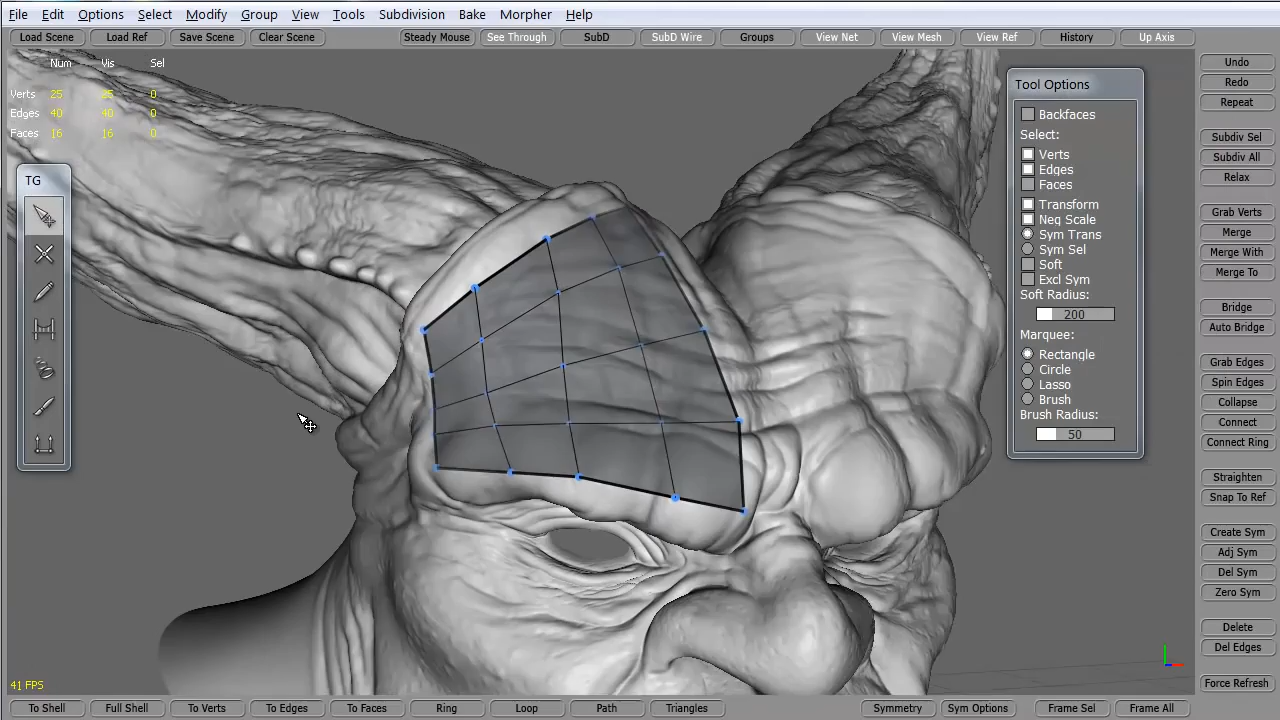 File Edit Options Select Modify Group View Tools Subdivision Bake Morpher Help
Load Scene Load Ref Save Scene Clear Scene Steady Mouse See Through SubD SubD Wire Groups View Net View Mesh View Ref History Up Axis
Num Vis Sel
Verts 25 25 0
Edges 40 40 0
Faces 16 16 0
TG
Tool Options
Backfaces
Select:
Verts
Edges
Faces
Transform
Neg Scale
Sym Trans
Sym Sel
Soft
Excl Sym
Soft Radius:
200
Marquee:
Rectangle
Circle
Lasso
Brush
Brush Radius:
50
Undo
Redo
Repeat
Subdiv Sel
Subdiv All
Relax
Grab Verts
Merge
Merge With
Merge To
Bridge
Auto Bridge
Grab Edges
Spin Edges
Collapse
Connect
Connect Ring
Straighten
Snap To Ref
Create Sym
Adj Sym
Del Sym
Zero Sym
Delete
Del Edges
Force Refresh
41 FPS
To Shell Full Shell To Verts To Edges To Faces Ring Loop Path Triangles Symmetry Sym Options Frame Sel Frame All